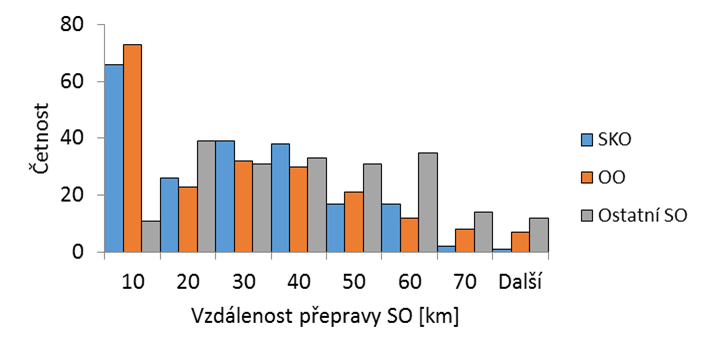 80
60
40
20
0
Četnost
10 20 30 40 50 60 70 Další
Vzdálenost přepravy SO [km]
SKO
OO
Ostatní SO